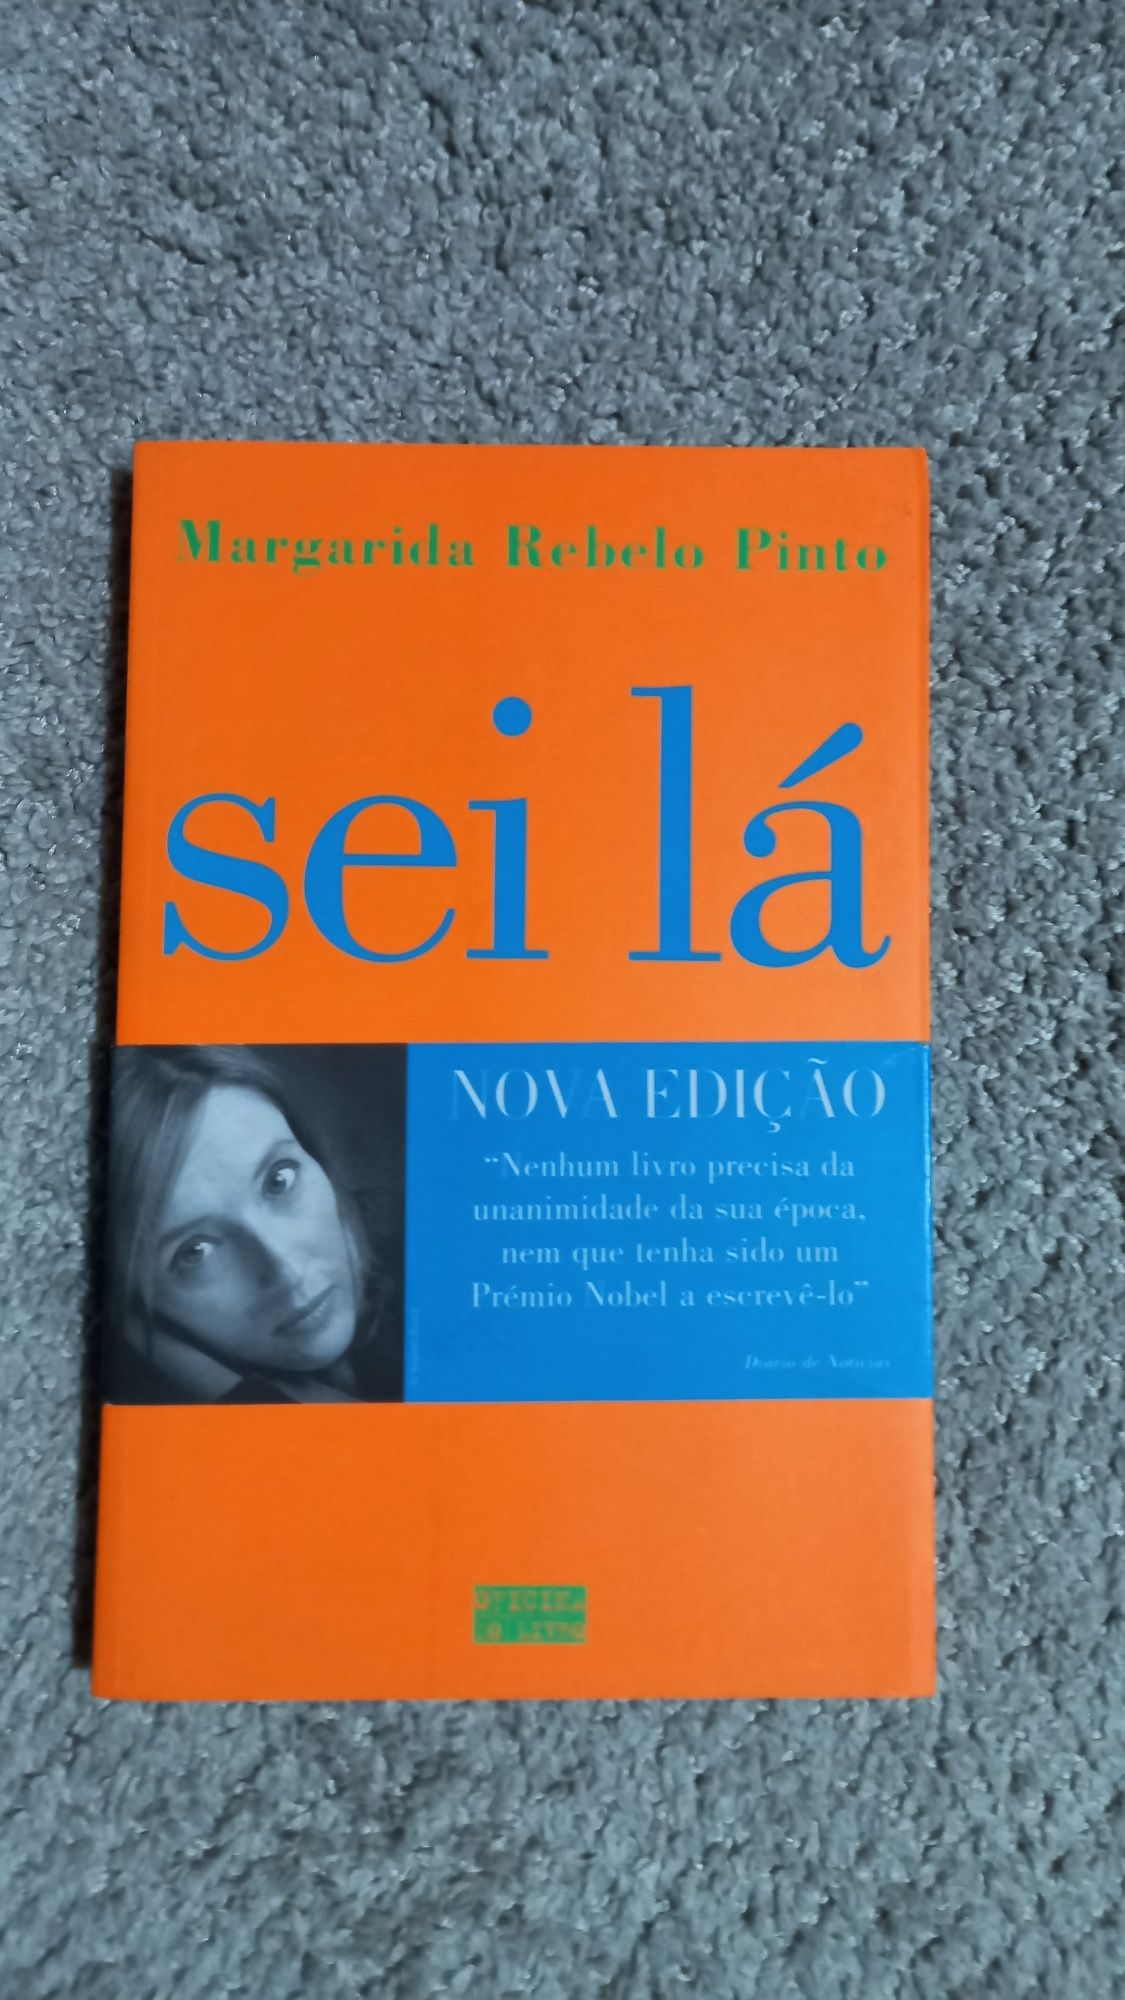 Margarida Rebelo Pinto
sei lá
NOVA EDIÇÃO
“Nenhum livro precisa da
unanimidade da sua época,
nem que tenha sido um
Prémio Nobel a escrevê-lo”
Diário de Notícias
OFICINA
DO LIVRO